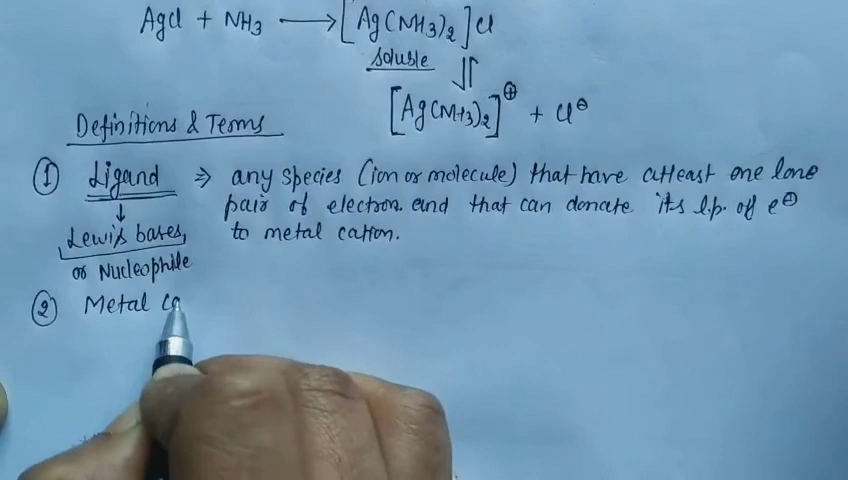 AgCl + NH3 ⟶ [Ag(NH3)2]Cl
soluble ⇌
[Ag(NH3)2]⊕ + Cl⊖
Definitions & Terms
① Ligand ⇒ any species (ion or molecule) that have atleast one lone
pair of electron and that can donate its l.p. of e⊖
to metal cation.
↓
Lewis bases,
or Nucleophile
② Metal ca